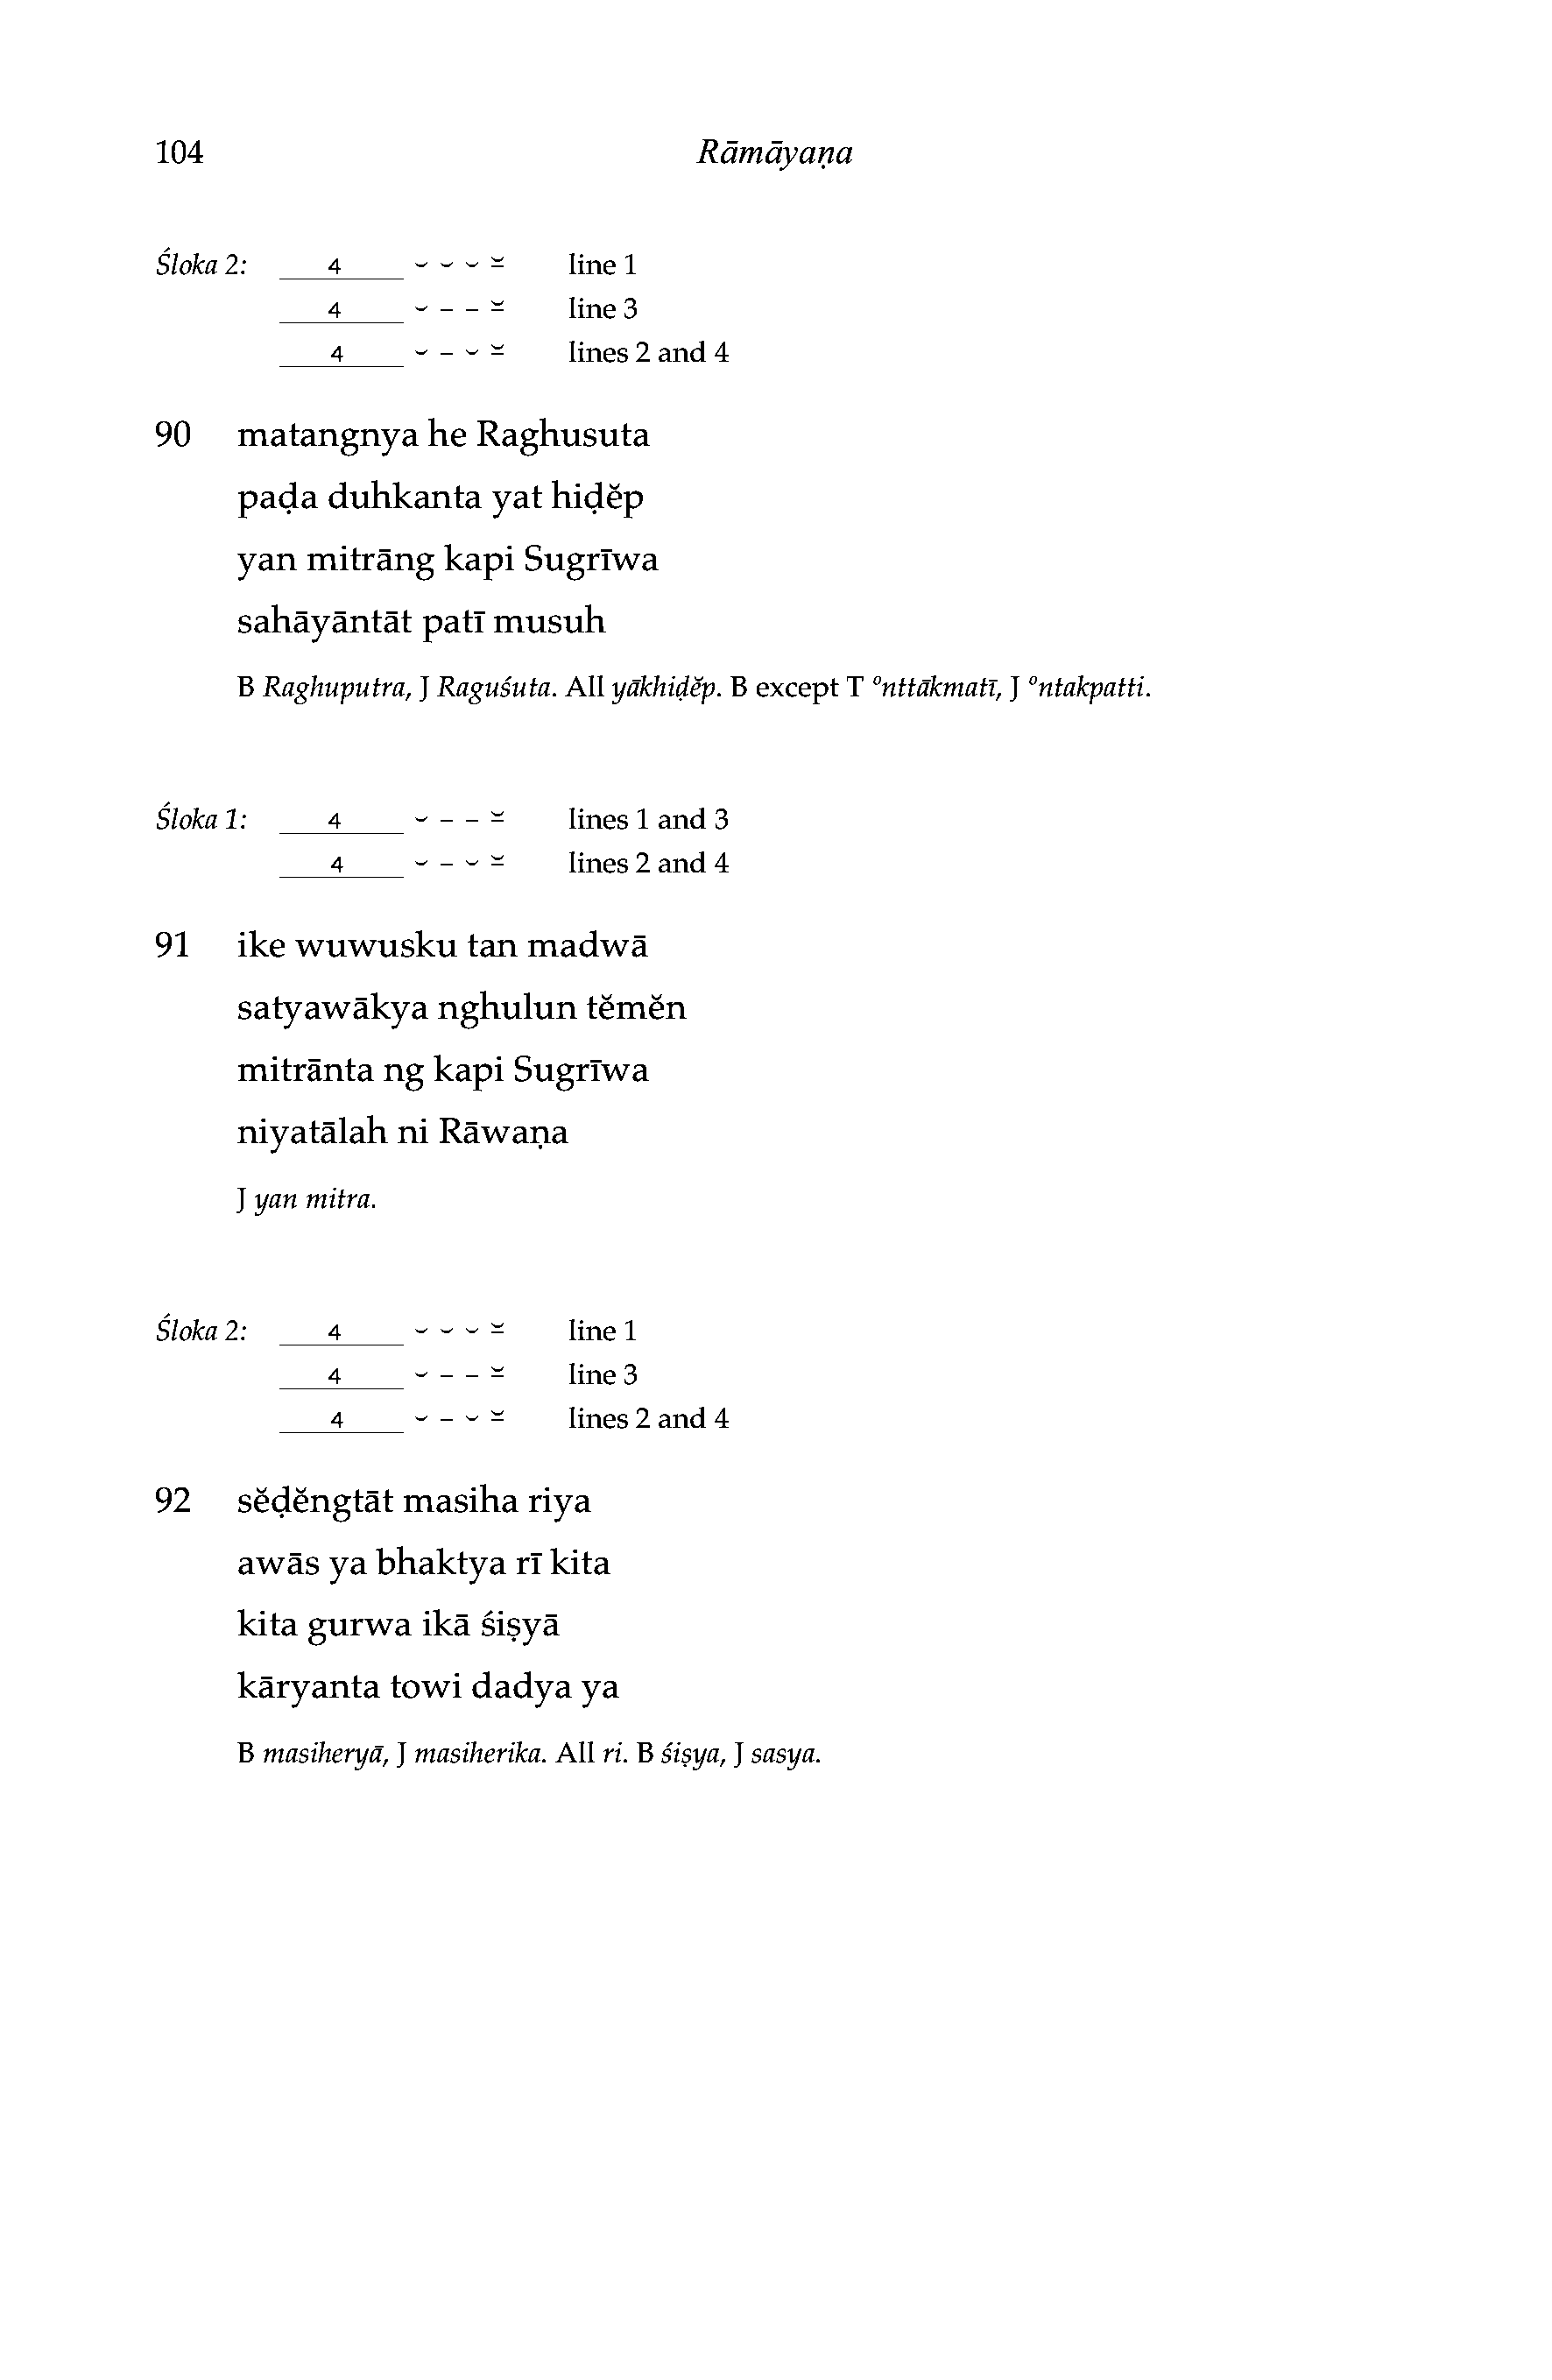 104 Rāmāyaṇa
Śloka 2: 4 ⏑ ⏑ ⏑ ⏓ line 1
4 ⏑ – – ⏓ line 3
4 ⏑ – ⏑ ⏓ lines 2 and 4
90 matangnya he Raghusuta
paḍa duhkanta yat hiḍĕp
yan mitrāng kapi Sugrīwa
sahāyāntāt patī musuh
B Raghuputra, J Raguśuta. All yākhiḍĕp. B except T °nttākmatī, J °ntakpatti.
Śloka 1: 4 ⏑ – – ⏓ lines 1 and 3
4 ⏑ – ⏑ ⏓ lines 2 and 4
91 ike wuwusku tan madwā
satyawākya nghulun tĕmĕn
mitrānta ng kapi Sugrīwa
niyatālah ni Rāwaṇa
J yan mitra.
Śloka 2: 4 ⏑ ⏑ ⏑ ⏓ line 1
4 ⏑ – – ⏓ line 3
4 ⏑ – ⏑ ⏓ lines 2 and 4
92 sĕḍĕngtāt masiha riya
awās ya bhaktya rī kita
kita gurwa ikā śiṣyā
kāryanta towi dadya ya
B masiheryā, J masiherika. All ri. B śiṣya, J sasya.